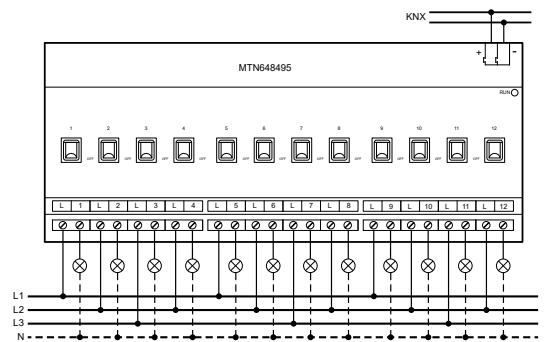 KNX
+ -
MTN648495
RUN
1 2 3 4 5 6 7 8 9 10 11 12
OFF OFF OFF OFF OFF OFF OFF OFF OFF OFF OFF OFF
L 1 L 2 L 3 L 4 L 5 L 6 L 7 L 8 L 9 L 10 L 11 L 12
L1
L2
L3
N